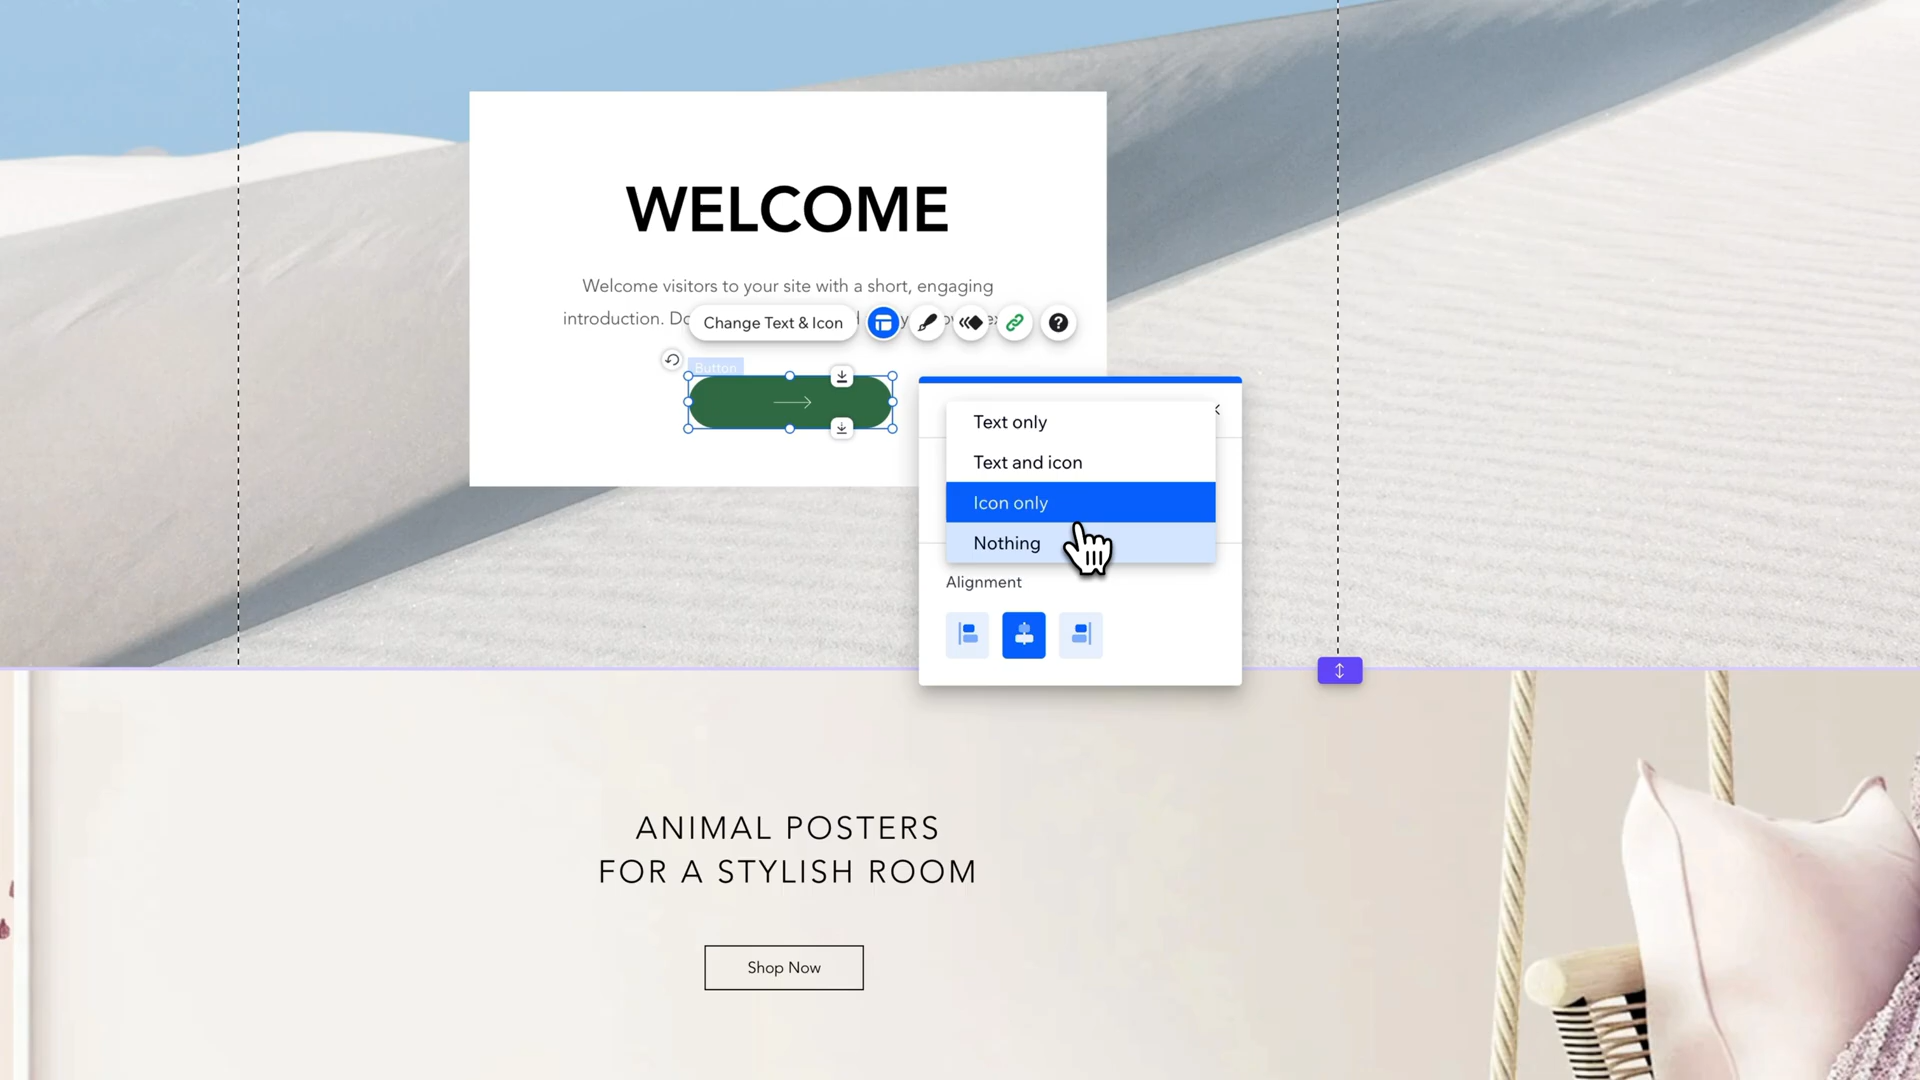 WELCOME
Welcome visitors to your site with a short, engaging
introduction.
Change Text & Icon
Button
Text only
Text and icon
Icon only
Nothing
Alignment
ANIMAL POSTERS
FOR A STYLISH ROOM
Shop Now